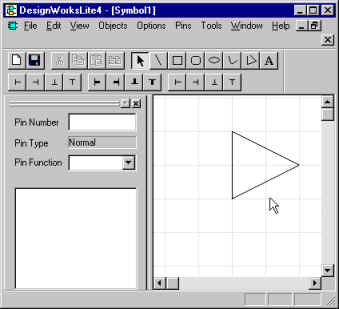 DesignWorksLite4 - [Symbol1]
File Edit View Objects Options Pins Tools Window Help
A
Pin Number
Pin Type Normal
Pin Function